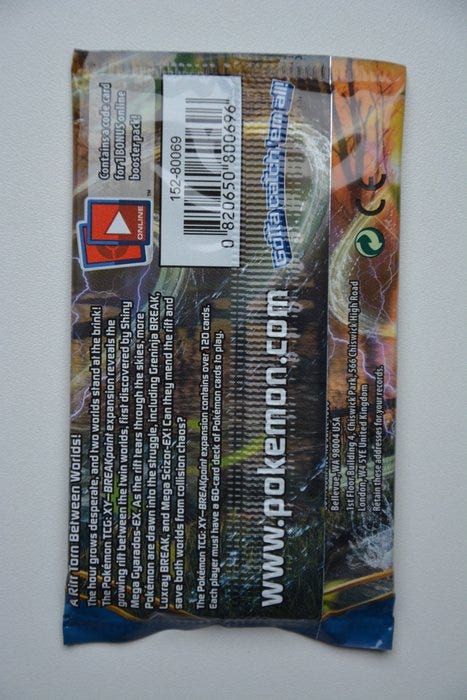 A Rift Torn Between Worlds!
The hour grows desperate, and two worlds stand at the brink!
The Pokémon TCG: XY—BREAKpoint expansion reveals the
growing rift between the twin worlds, first discovered by Shiny
Mega Gyarados-EX. As the rift tears through the skies, more
Pokémon are drawn into the struggle, including Greninja BREAK,
Luxray BREAK, and Mega Scizor-EX! Can they mend the rift and
save both worlds from collision chaos?
The Pokémon TCG: XY—BREAKpoint expansion contains over 120 cards.
Each player must have a 60-card deck of Pokémon cards to play.
ONLINE
TM
Contains a code card
for 1 BONUS online
booster pack!
152-80069
0 820650 800696
www.pokemon.com
Gotta catch 'em all!
Bellevue, WA 98004 USA
1st Floor Building 4, Chiswick Park, 566 Chiswick High Road
London, W4 5YE United Kingdom
Retain these addresses for your records.
CE